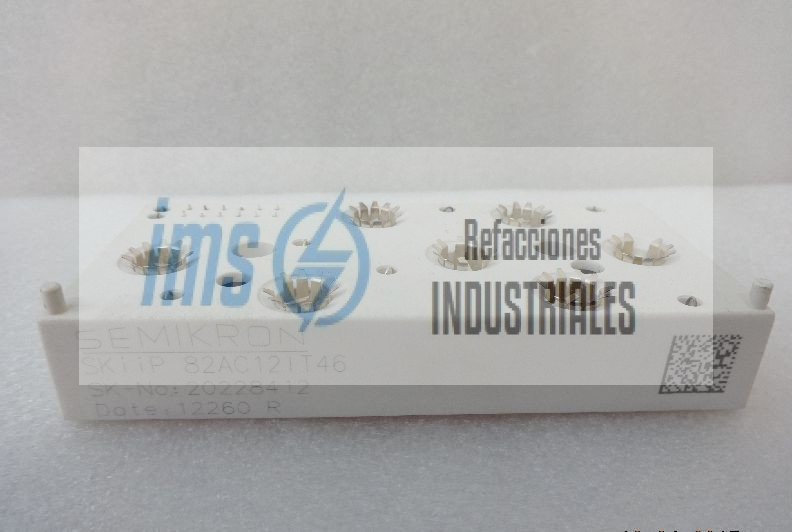 ims
Refacciones
INDUSTRIALES
SEMIKRON
SKIIP 82AC12IT46
SK-No: 20228412
Date: 12260 R